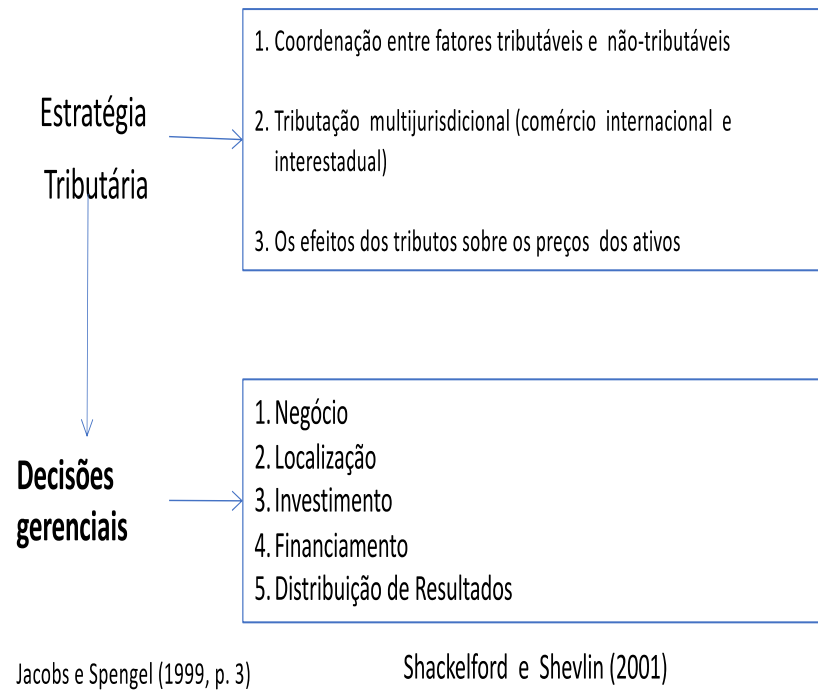 1. Coordenação entre fatores tributáveis e não-tributáveis
Estratégia
Tributária
2. Tributação multijurisdicional (comércio internacional e
interestadual)
3. Os efeitos dos tributos sobre os preços dos ativos
Decisões
gerenciais
1. Negócio
2. Localização
3. Investimento
4. Financiamento
5. Distribuição de Resultados
Jacobs e Spengel (1999, p. 3)
Shackelford e Shevlin (2001)